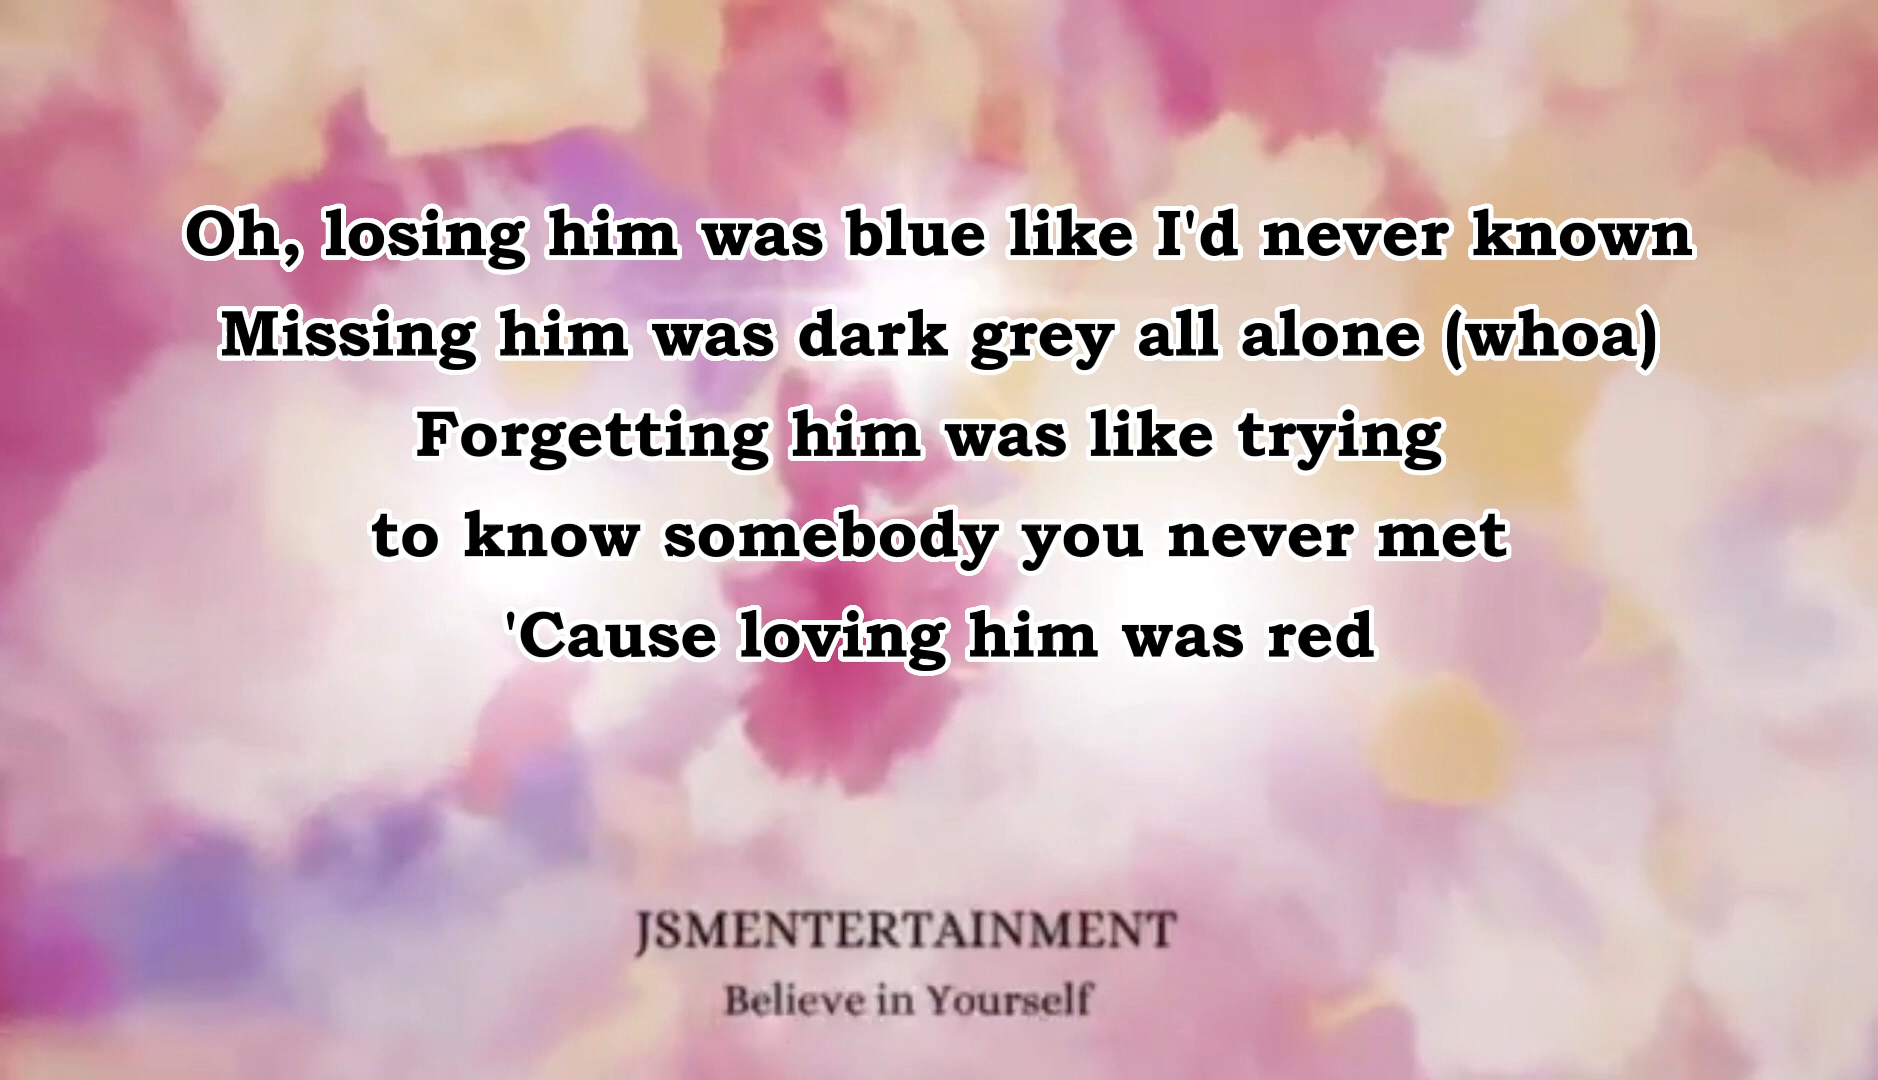 Oh, losing him was blue like I'd never known
Missing him was dark grey all alone (whoa)
Forgetting him was like trying
to know somebody you never met
'Cause loving him was red
JSMENTERTAINMENT
Believe in Yourself